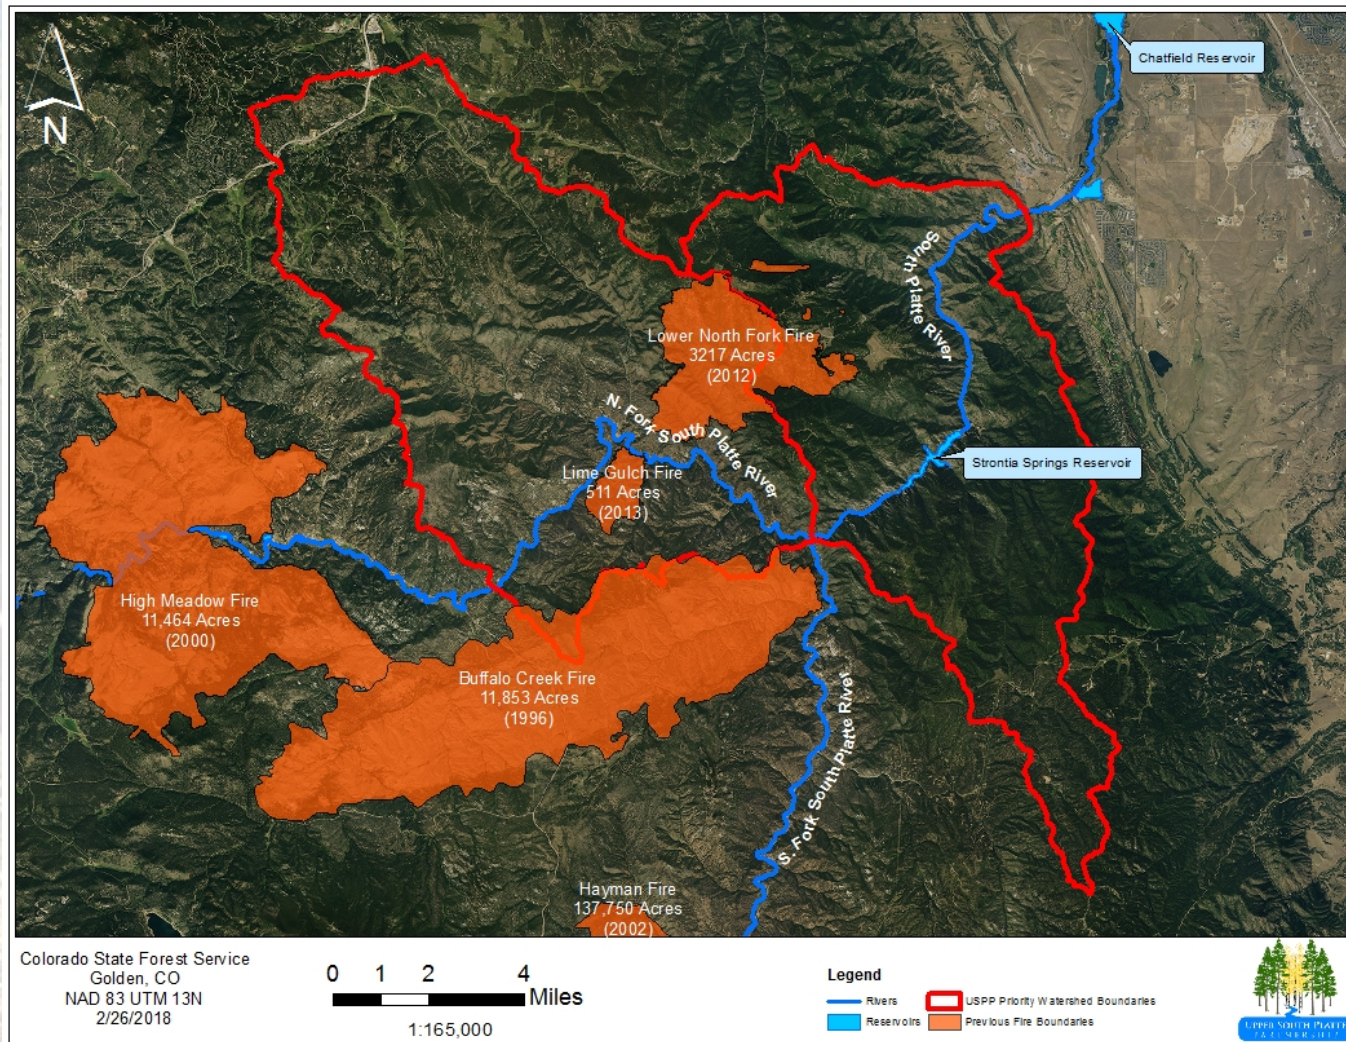 N
Chatfield Reservoir
South Platte River
Lower North Fork Fire
3217 Acres
(2012)
N. Fork South Platte River
Strontia Springs Reservoir
Lime Gulch Fire
511 Acres
(2013)
High Meadow Fire
11,464 Acres
(2000)
Buffalo Creek Fire
11,853 Acres
(1996)
S. Fork South Platte River
Hayman Fire
137,750 Acres
(2002)
Colorado State Forest Service
Golden, CO
NAD 83 UTM 13N
2/26/2018
0 1 2 4
Miles
1:165,000
Legend
Rivers
USPP Priority Watershed Boundaries
Reservoirs
Previous Fire Boundaries
UPPER SOUTH PLATTE
PARTNERSHIP